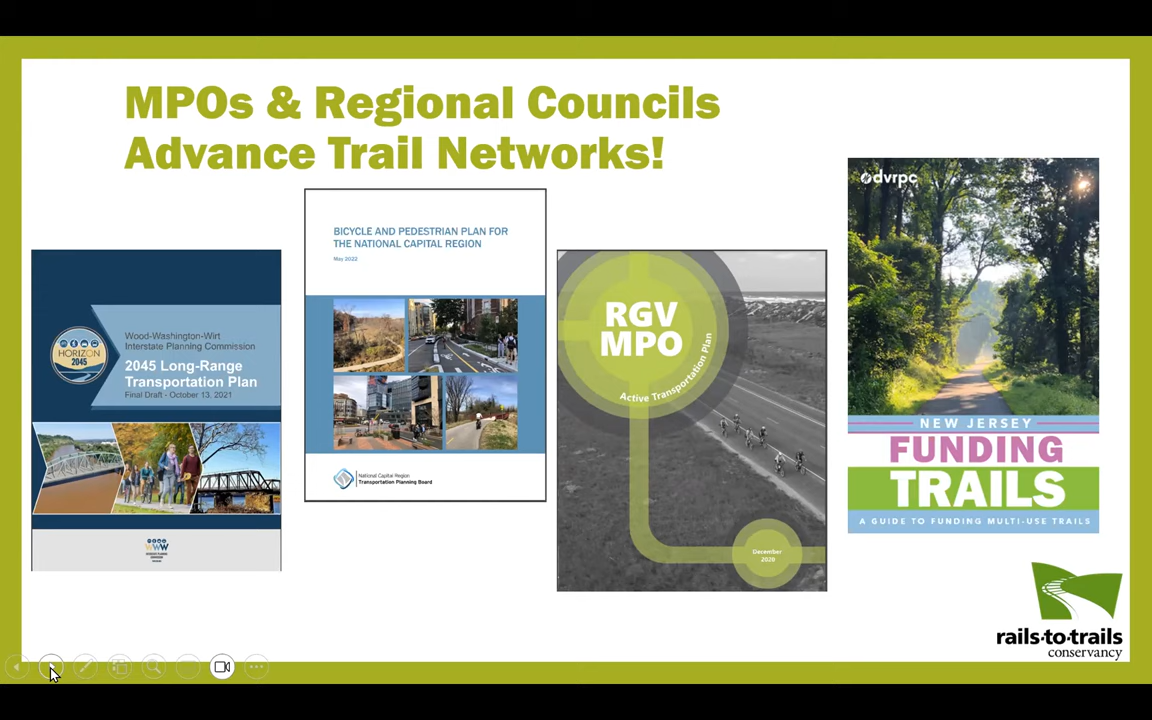 MPOs & Regional Councils
Advance Trail Networks!
HORIZON
2045
Wood-Washington-Wirt
Interstate Planning Commission
2045 Long-Range
Transportation Plan
Final Draft - October 13, 2021
WWW
BICYCLE AND PEDESTRIAN PLAN FOR
THE NATIONAL CAPITAL REGION
May 2022
National Capital Region
Transportation Planning Board
RGV
MPO
Active Transportation Plan
December
2020
dvrpc
NEW JERSEY
FUNDING
TRAILS
A GUIDE TO FUNDING MULTI-USE TRAILS
rails-to-trails
conservancy